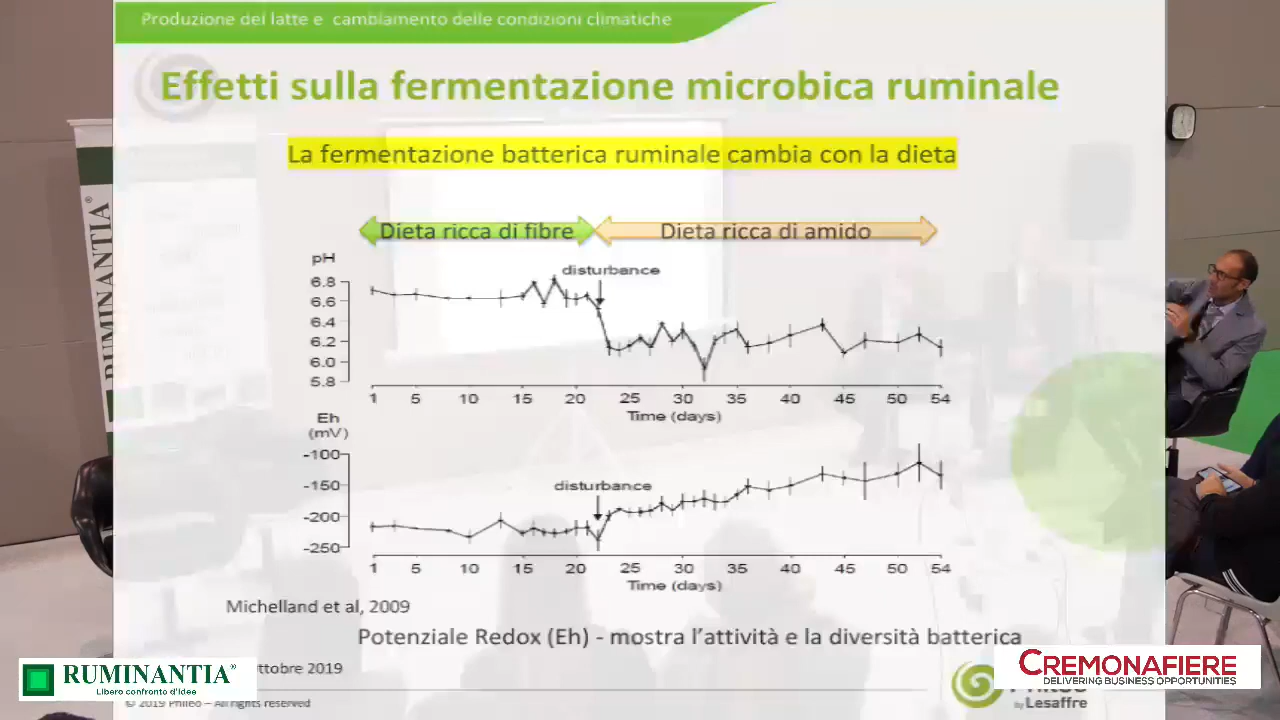 Produzione del latte e cambiamento delle condizioni climatiche
Effetti sulla fermentazione microbica ruminale
La fermentazione batterica ruminale cambia con la dieta
Dieta ricca di fibre
Dieta ricca di amido
pH
disturbance
6.8
6.6
6.4
6.2
6.0
5.8
1 5 10 15 20 25 30 35 40 45 50 54
Time (days)
Eh
(mV)
-100
-150
-200
-250
disturbance
1 5 10 15 20 25 30 35 40 45 50 54
Time (days)
Michelland et al, 2009
Potenziale Redox (Eh) - mostra l'attività e la diversità batterica
2019
© 2019 Phileo – All rights reserved
by Lesaffre
RUMINANTIA®
Libero confronto d'Idee
CREMONAFIERE
DELIVERING BUSINESS OPPORTUNITIES
RUMINANTIA®